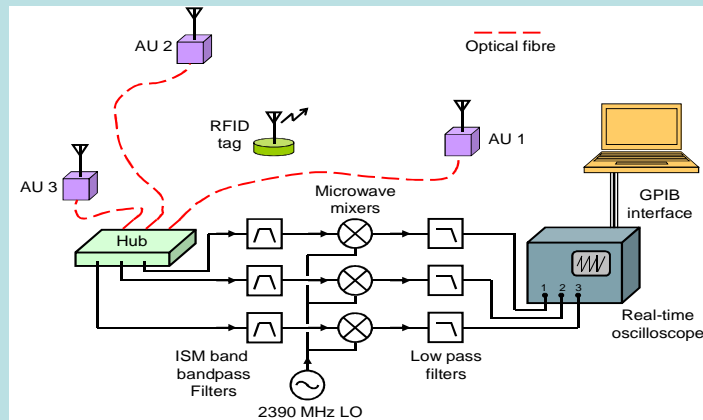 AU 2
Optical fibre
RFID
tag
AU 1
AU 3
Microwave
mixers
GPIB
interface
Hub
1 2 3
Real-time
oscilloscope
ISM band
bandpass
Filters
Low pass
filters
2390 MHz LO